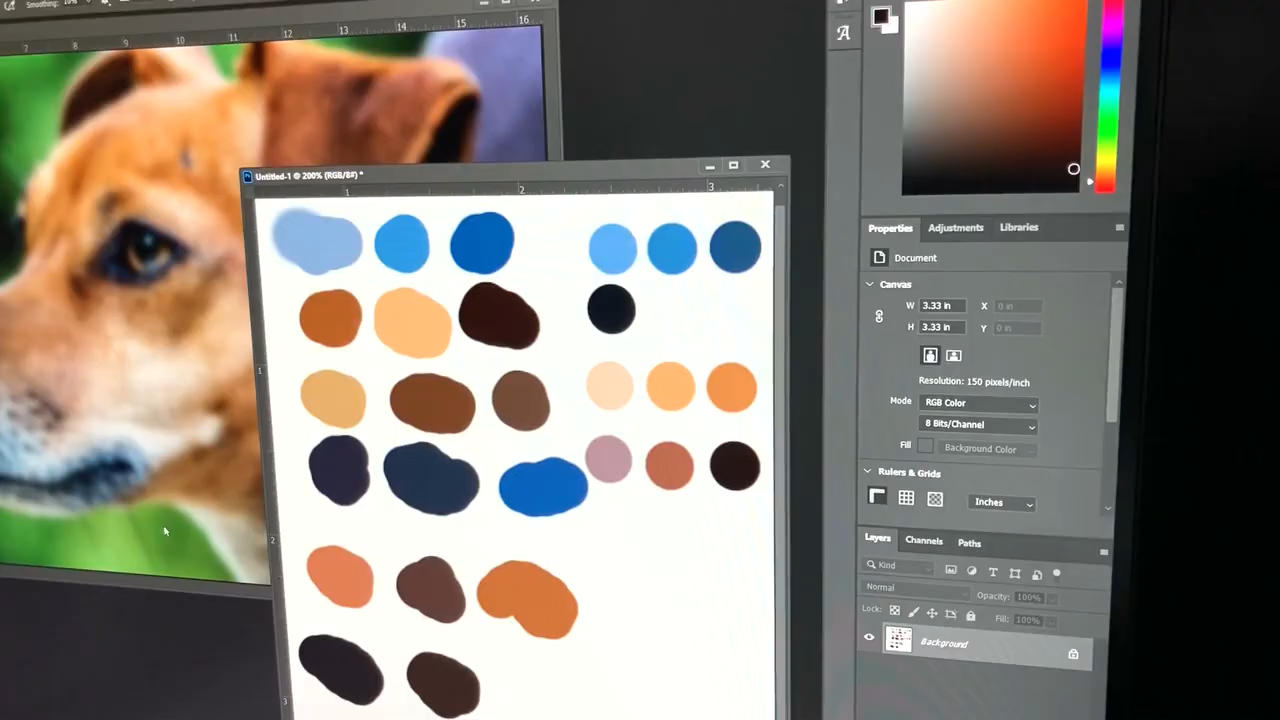 Smoothing: 10%
7 8 9 10 11 12 13 14 15 16
A
Untitled-1 @ 200% (RGB/8#) *
1 2 3
1
2
3
Properties Adjustments Libraries
Document
Canvas
W 3.33 in X 0 in
H 3.33 in Y 0 in
Resolution: 150 pixels/inch
Mode RGB Color
8 Bits/Channel
Fill Background Color
Rulers & Grids
Inches
Layers Channels Paths
Kind
Normal Opacity: 100%
Lock: Fill: 100%
Background